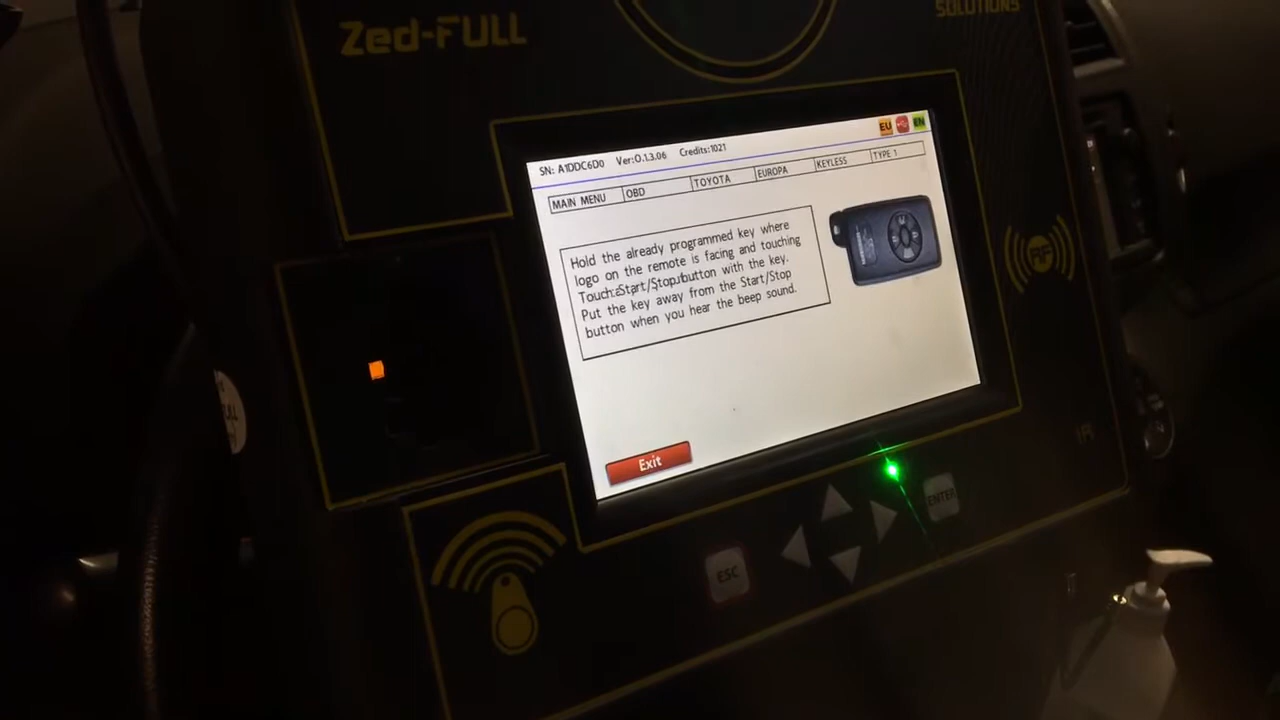 Zed-FULL
SOLUTIONS
EU
EN
SN: A1DDC6D0 Ver:0.1.3.06 Credits:1021
MAIN MENU OBD TOYOTA EUROPA KEYLESS TYPE 1
Hold the already programmed key where
logo on the remote is facing and touching
Start/Stop button with the key.
Put the key away from the Start/Stop
button when you hear the beep sound.
RF
Exit
ENTER
ESC